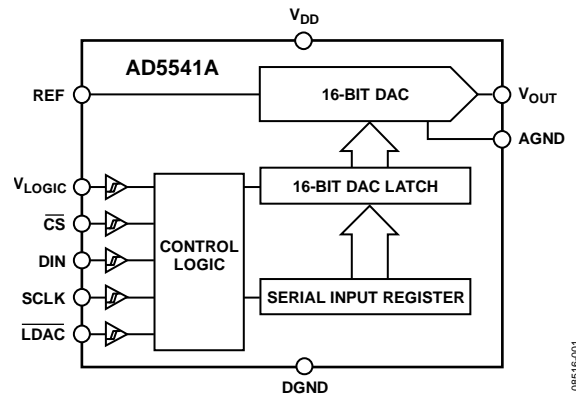 VDD
AD5541A
REF
16-BIT DAC
VOUT
AGND
VLOGIC
16-BIT DAC LATCH
CS
CONTROL
LOGIC
DIN
SCLK
SERIAL INPUT REGISTER
LDAC
DGND
08516-001